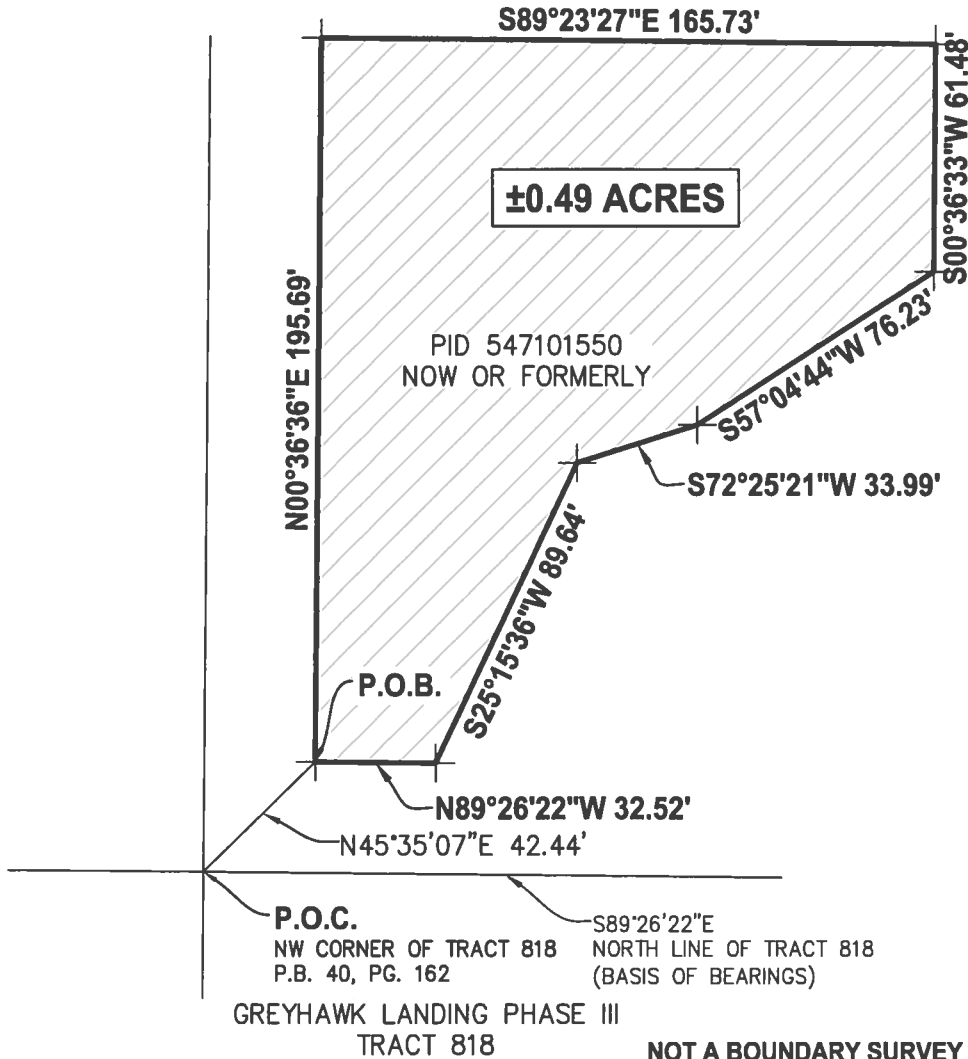 S89°23'27"E 165.73'
S00°36'33"W 61.48'
±0.49 ACRES
N00°36'36"E 195.69'
PID 547101550
NOW OR FORMERLY
S57°04'44"W 76.23'
S72°25'21"W 33.99'
S25°15'36"W 89.64'
P.O.B.
N89°26'22"W 32.52'
N45°35'07"E 42.44'
P.O.C.
NW CORNER OF TRACT 818
P.B. 40, PG. 162
S89°26'22"E
NORTH LINE OF TRACT 818
(BASIS OF BEARINGS)
GREYHAWK LANDING PHASE III
TRACT 818
NOT A BOUNDARY SURVEY